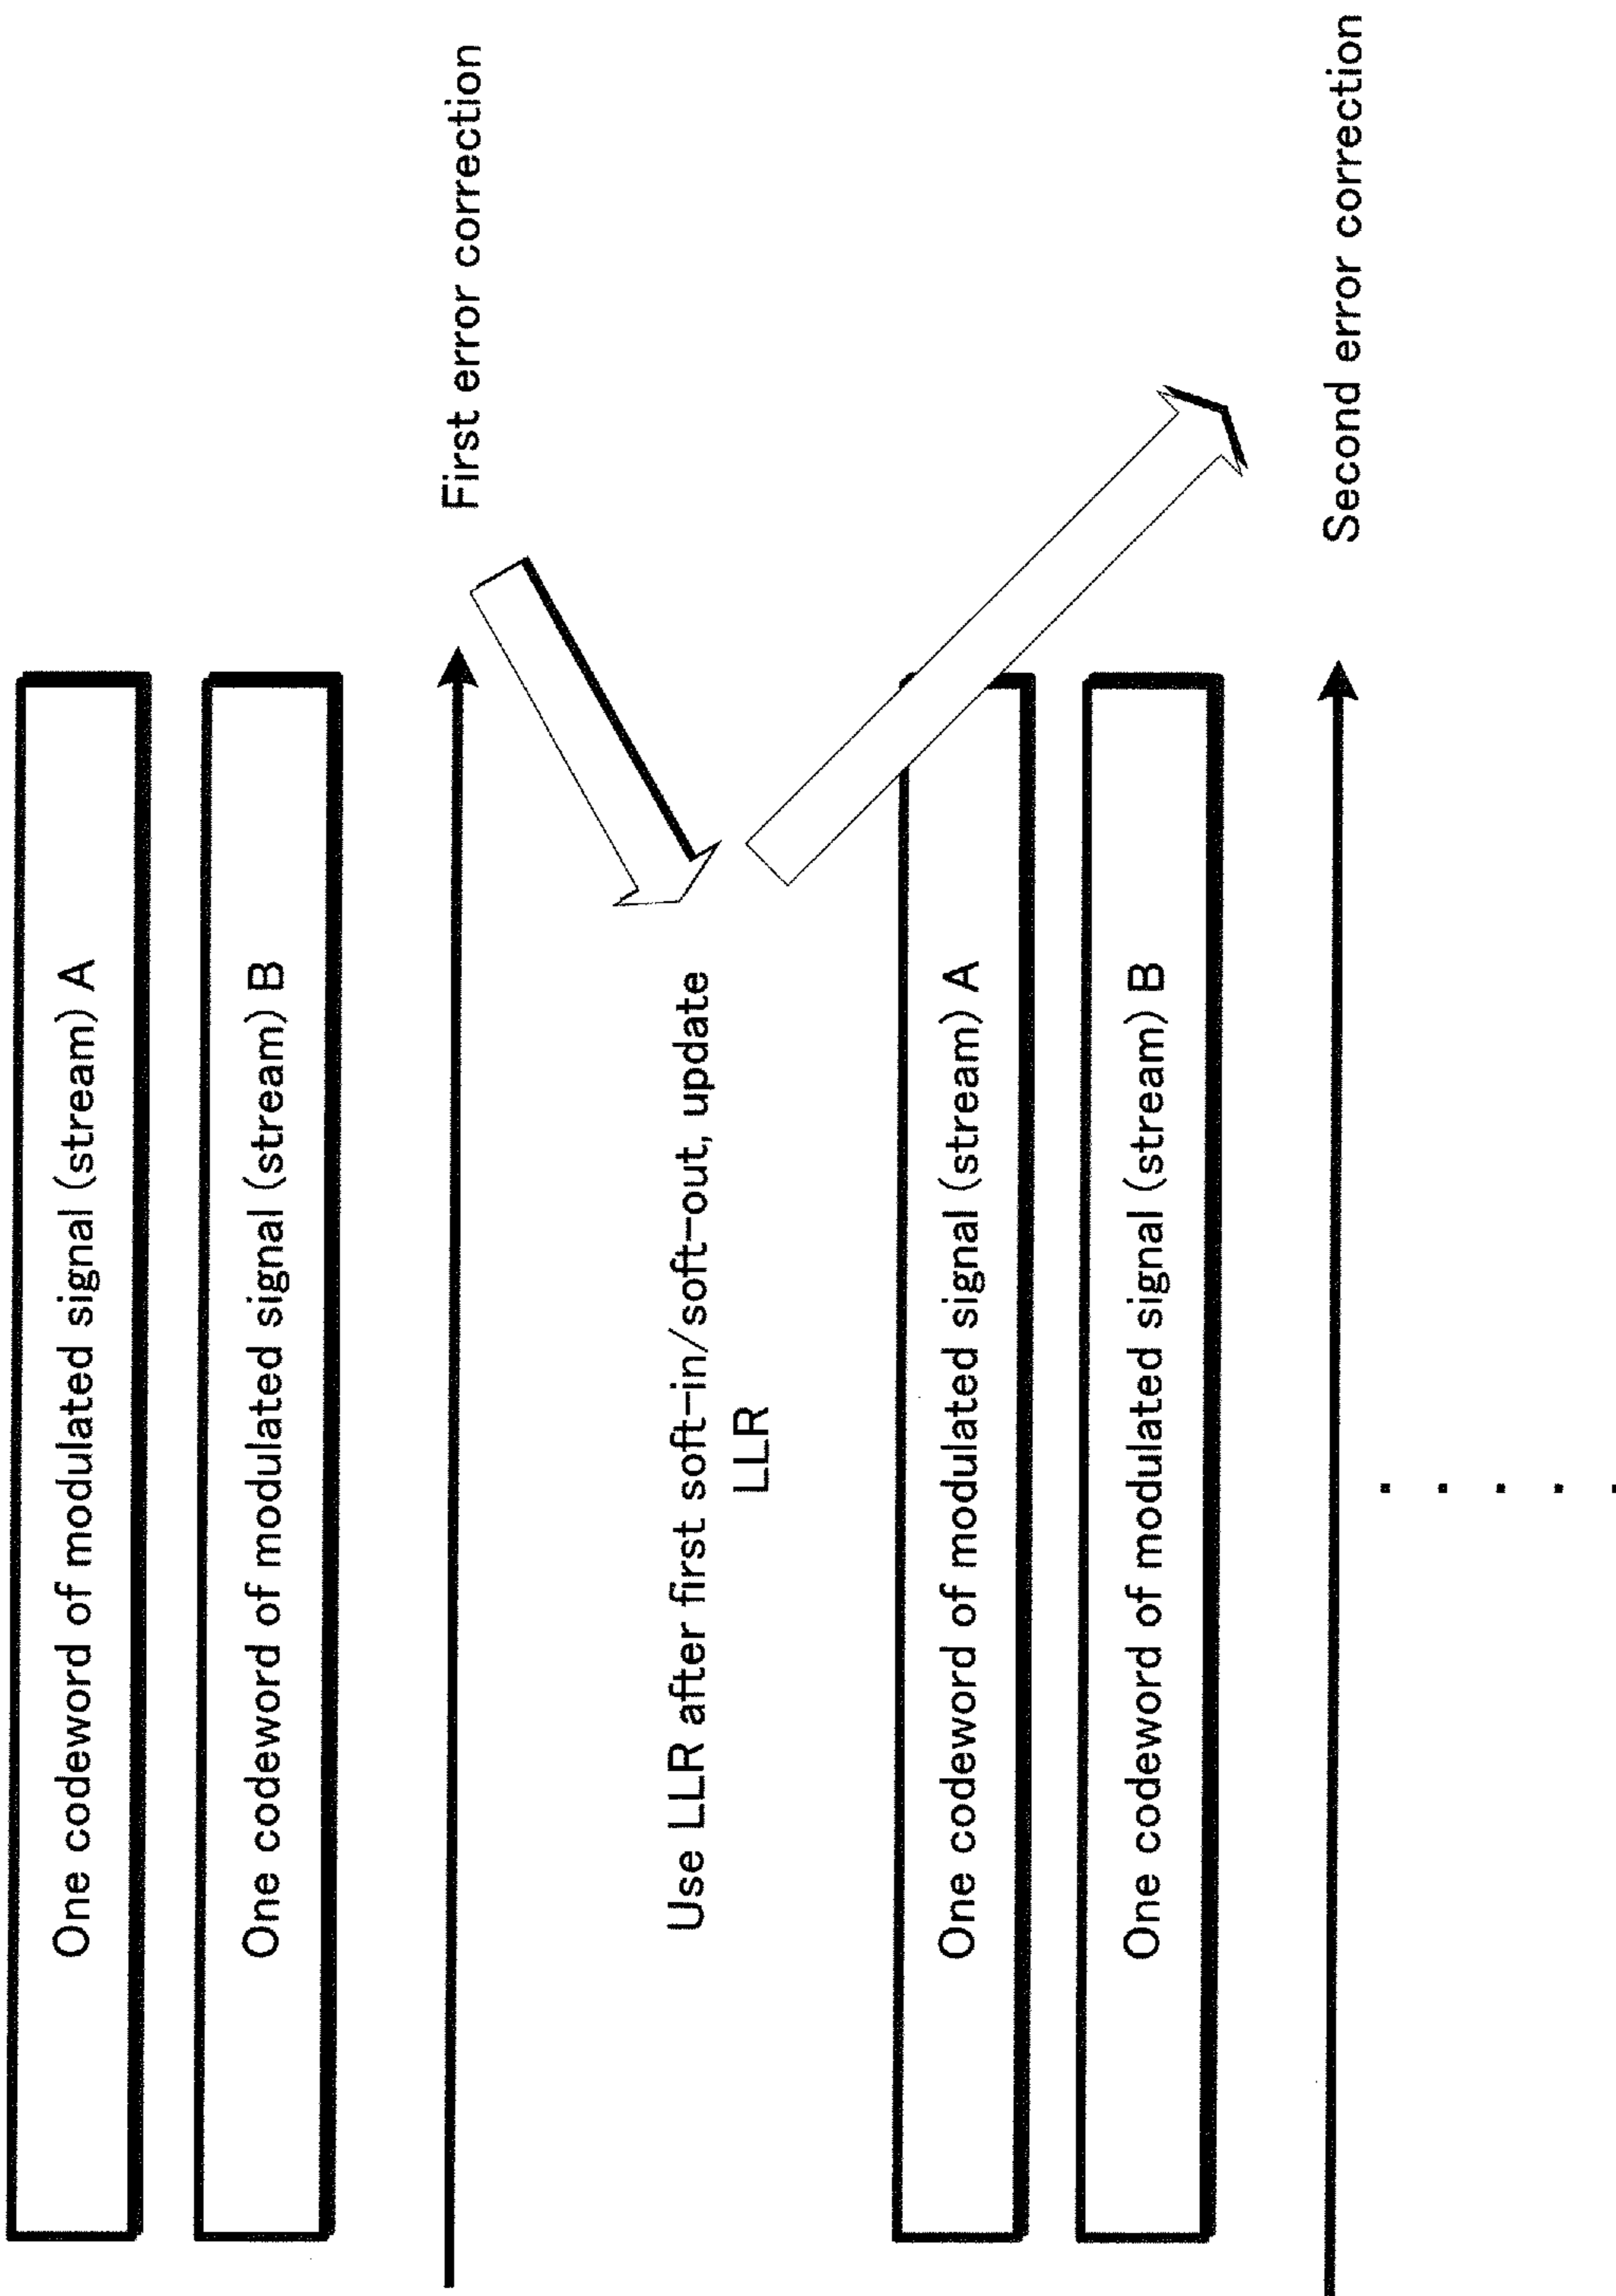 One codeword of modulated signal (stream) A
One codeword of modulated signal (stream) B
First error correction
Use LLR after first soft-in/soft-out, update
LLR
One codeword of modulated signal (stream) A
One codeword of modulated signal (stream) B
Second error correction